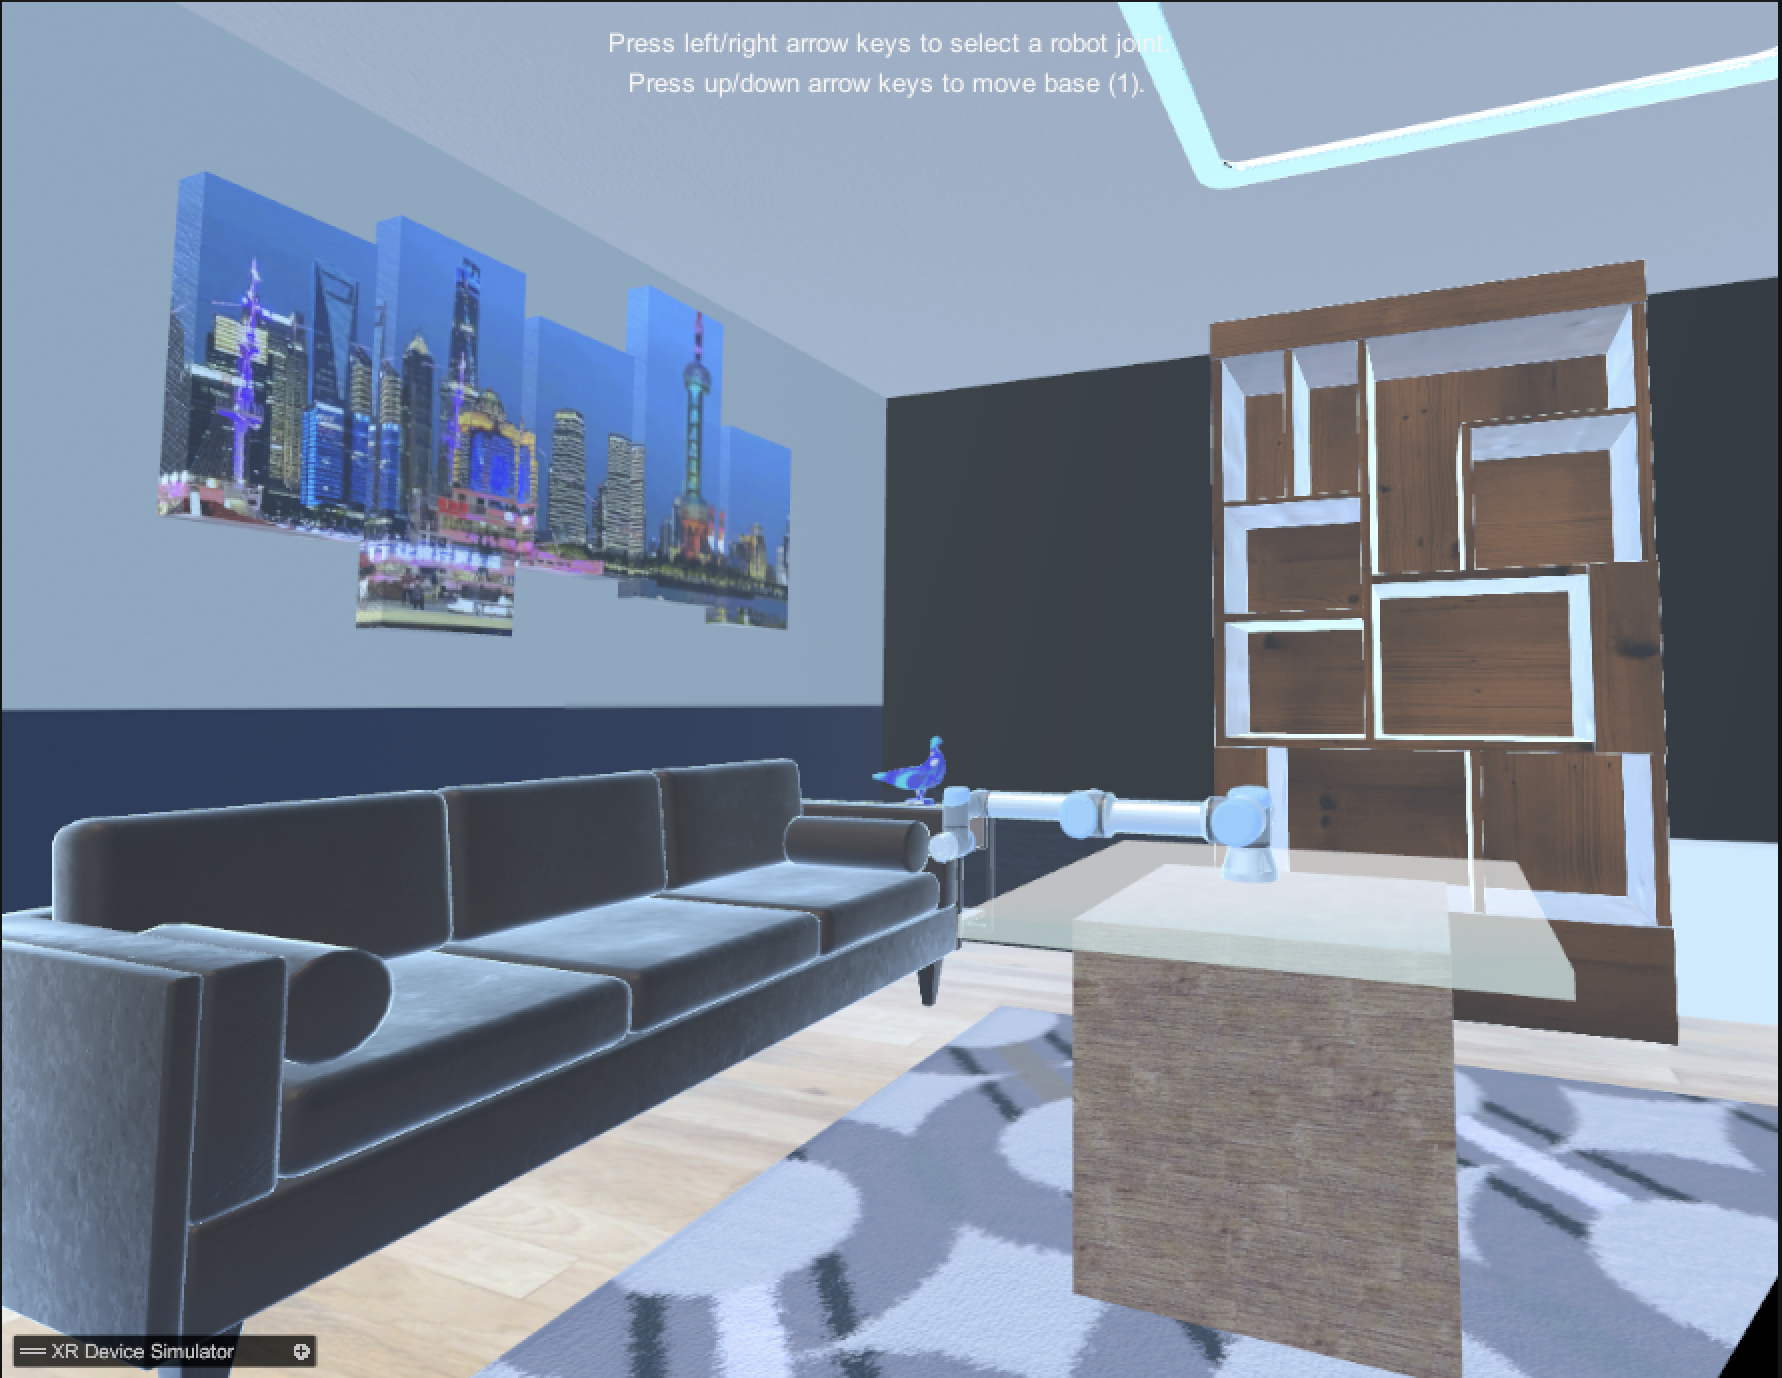 Press left/right arrow keys to select a robot joint.
Press up/down arrow keys to move base (1).
XR Device Simulator